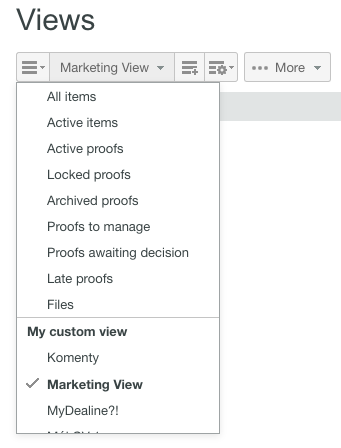 Views
Marketing View
More
All items
Active items
Active proofs
Locked proofs
Archived proofs
Proofs to manage
Proofs awaiting decision
Late proofs
Files
My custom view
Komenty
Marketing View
MyDealine?!